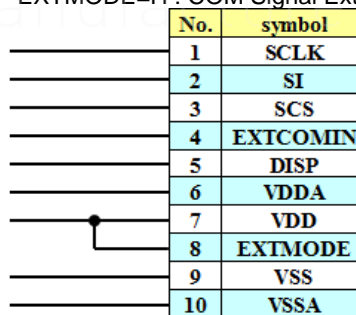 EXTMODE=H : COM Signal Ext
No. symbol
1 SCLK
2 SI
3 SCS
4 EXTCOMIN
5 DISP
6 VDDA
7 VDD
8 EXTMODE
9 VSS
10 VSSA